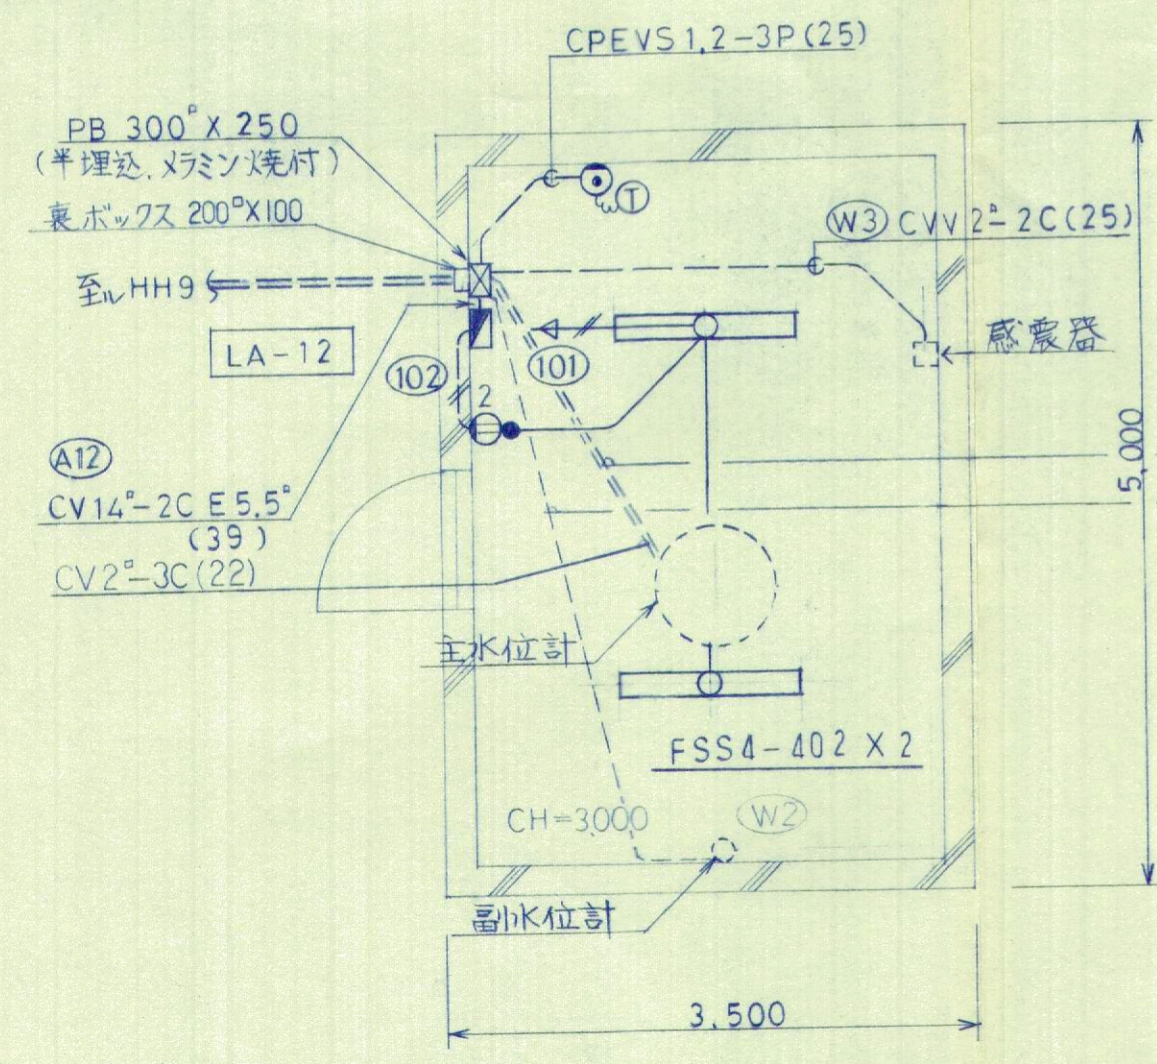 CPEVS 1,2-3P(25)
PB 300□ X 250
(半埋込、メラミン焼付)
裏ボックス 200□X100
T
W3 CVV 2□-2C(25)
至ルHH9
感震器
LA-12
101
102
2
A12
CV14□-2C E5.5□
(39)
CV2□-3C(22)
5,000
主水位計
FSS4-402 X 2
CH=3,000
W2
副水位計
3,500